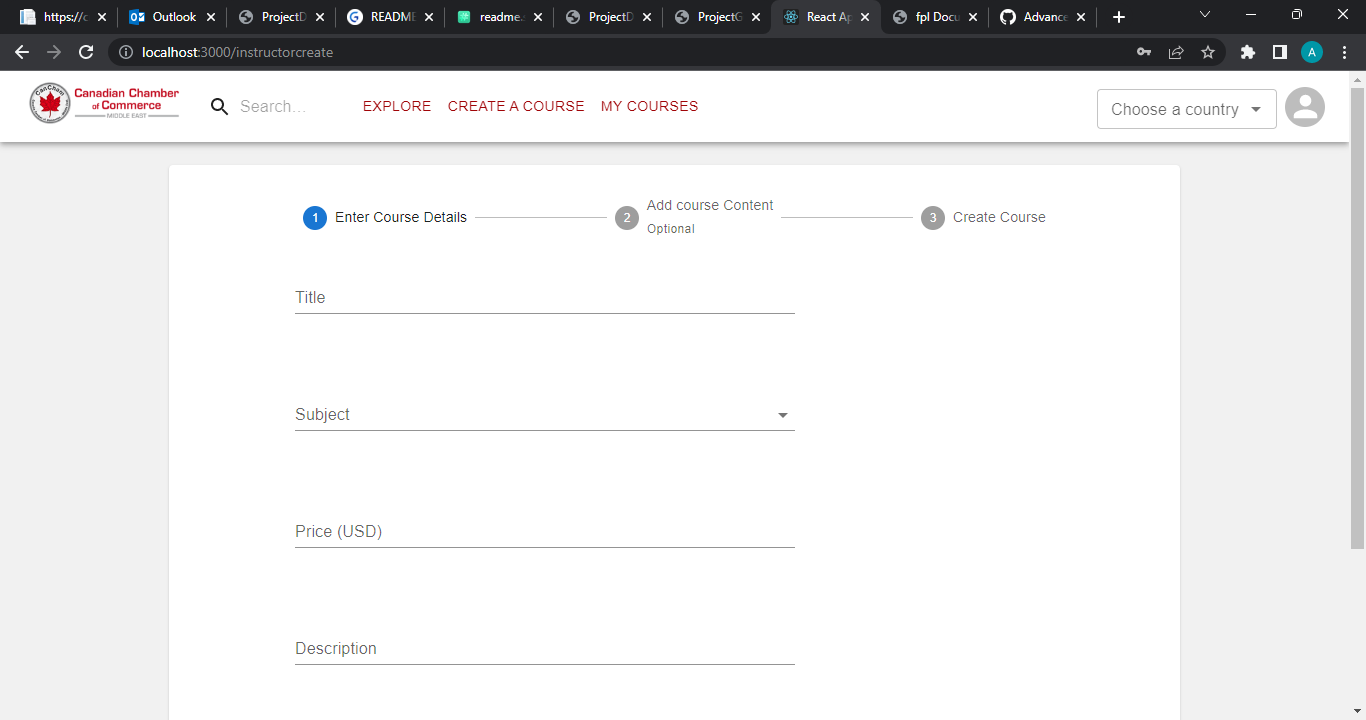 https://c
Outlook
ProjectD
README
readme.s
ProjectD
ProjectG
React Ap
fpl Docu
Advance
localhost:3000/instructorcreate
A
CanCham
Canadian Chamber
of Commerce
MIDDLE EAST
Search...
EXPLORE
CREATE A COURSE
MY COURSES
Choose a country
1
Enter Course Details
2
Add course Content
Optional
3
Create Course
Title
Subject
Price (USD)
Description